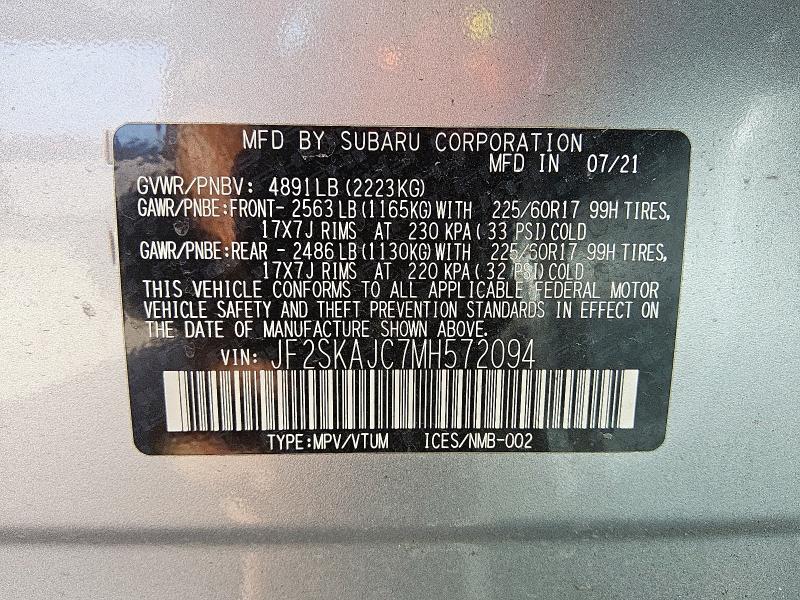 MFD BY SUBARU CORPORATION
MFD IN 07/21
GVWR/PNBV: 4891LB (2223KG)
GAWR/PNBE:FRONT- 2563LB (1165KG) WITH 225/60R17 99H TIRES,
17X7J RIMS AT 230 KPA( 33 PSI)COLD
GAWR/PNBE:REAR - 2486LB (1130KG) WITH 225/60R17 99H TIRES,
17X7J RIMS AT 220 KPA( 32 PSI)COLD
THIS VEHICLE CONFORMS TO ALL APPLICABLE FEDERAL MOTOR
VEHICLE SAFETY AND THEFT PREVENTION STANDARDS IN EFFECT ON
THE DATE OF MANUFACTURE SHOWN ABOVE.
VIN: JF2SKAJC7MH572094
TYPE:MPV/VTUM ICES/NMB-002